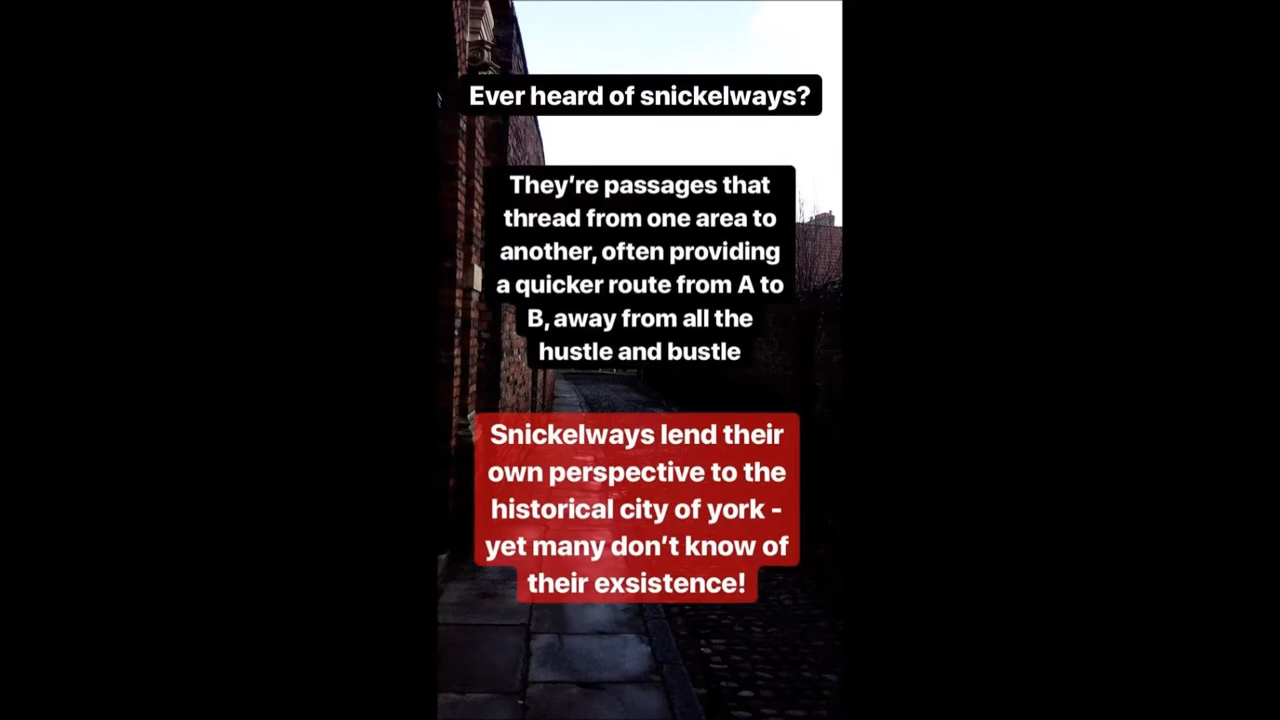 Ever heard of snickelways?
They’re passages that
thread from one area to
another, often providing
a quicker route from A to
B, away from all the
hustle and bustle
Snickelways lend their
own perspective to the
historical city of york -
yet many don’t know of
their exsistence!